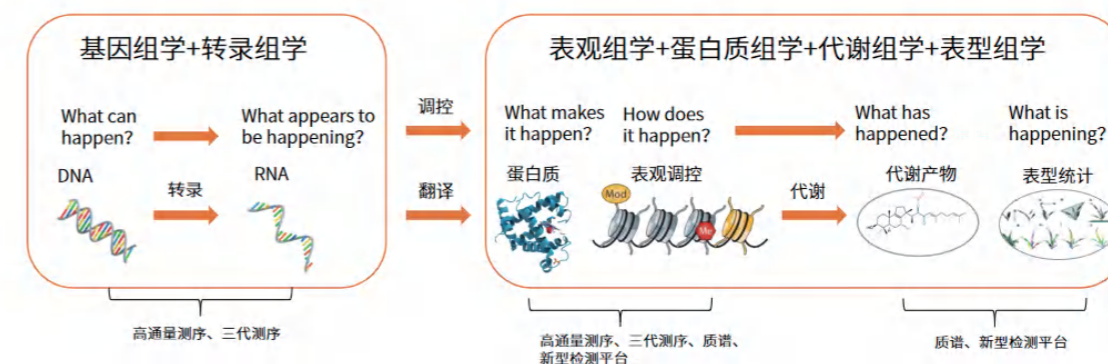 基因组学+转录组学
What can
happen?
What appears to
be happening?
DNA
转录
RNA
高通量测序、三代测序
调控
翻译
表观组学+蛋白质组学+代谢组学+表型组学
What makes
it happen?
How does
it happen?
What has
happened?
What is
happening?
蛋白质
表观调控
Mod
Me
代谢
代谢产物
表型统计
高通量测序、三代测序、质谱、
新型检测平台
质谱、新型检测平台